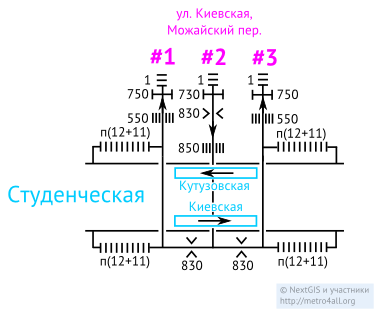 ул. Киевская,
Можайский пер.
#1 #2 #3
1 1 1
750 730 750
550 830 550
п(12+11) 850 п(12+11)
Кутузовская
Студенческая
Киевская
п(12+11) 830 830 п(12+11)
© NextGIS и участники
http://metro4all.org